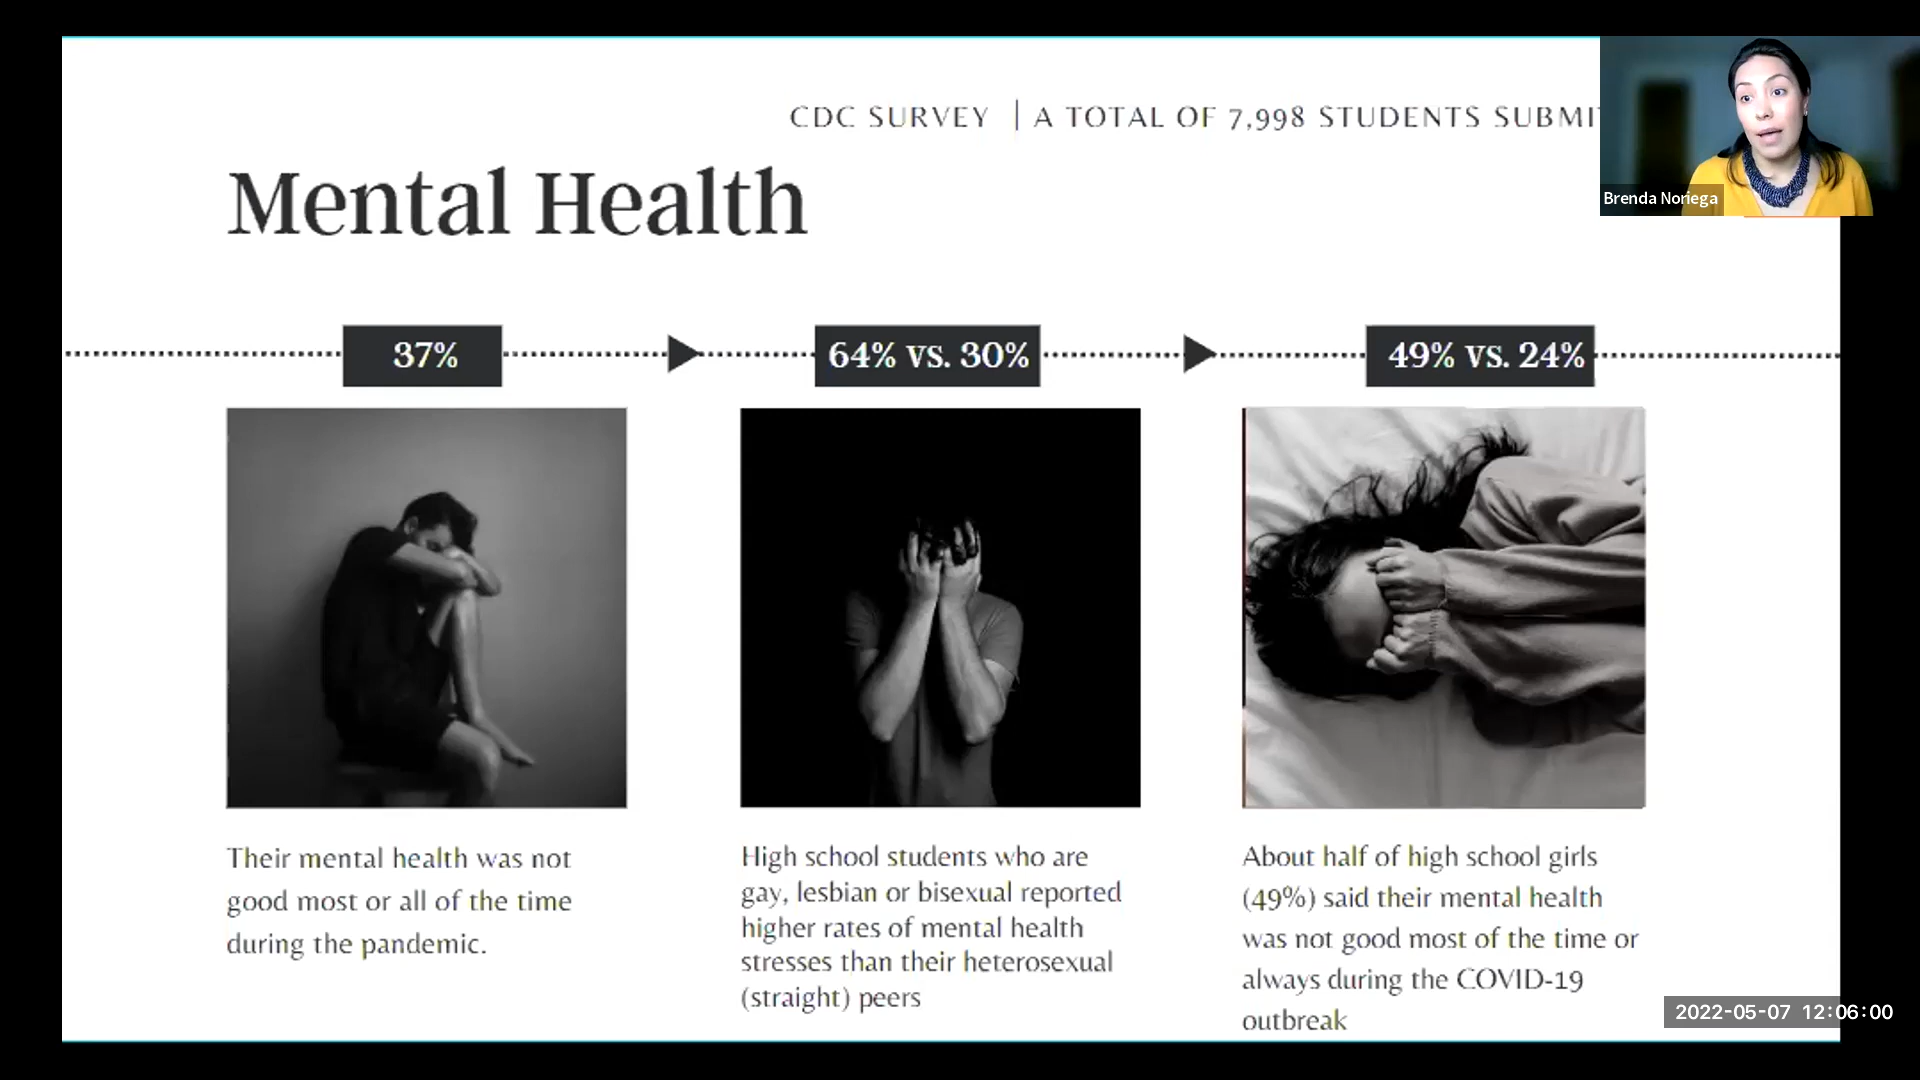 CDC SURVEY | A TOTAL OF 7,998 STUDENTS SUBMI
Brenda Noriega
Mental Health
37%
64% VS. 30%
49% VS. 24%
Their mental health was not
good most or all of the time
during the pandemic.
High school students who are
gay, lesbian or bisexual reported
higher rates of mental health
stresses than their heterosexual
(straight) peers
About half of high school girls
(49%) said their mental health
was not good most of the time or
always during the COVID-19
outbreak
2022-05-07 12:06:00